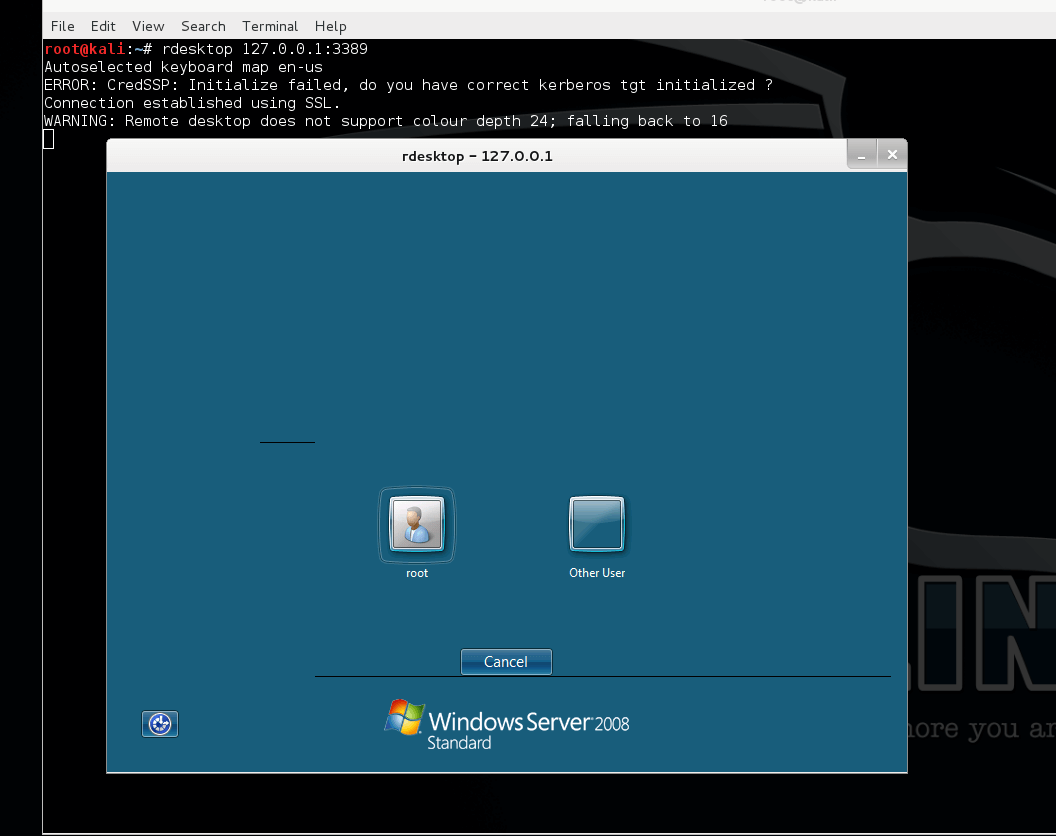 File Edit View Search Terminal Help
root@kali:~# rdesktop 127.0.0.1:3389
Autoselected keyboard map en-us
ERROR: CredSSP: Initialize failed, do you have correct kerberos tgt initialized ?
Connection established using SSL.
WARNING: Remote desktop does not support colour depth 24; falling back to 16
rdesktop - 127.0.0.1
root
Other User
Cancel
Windows Server 2008
Standard
IN
you